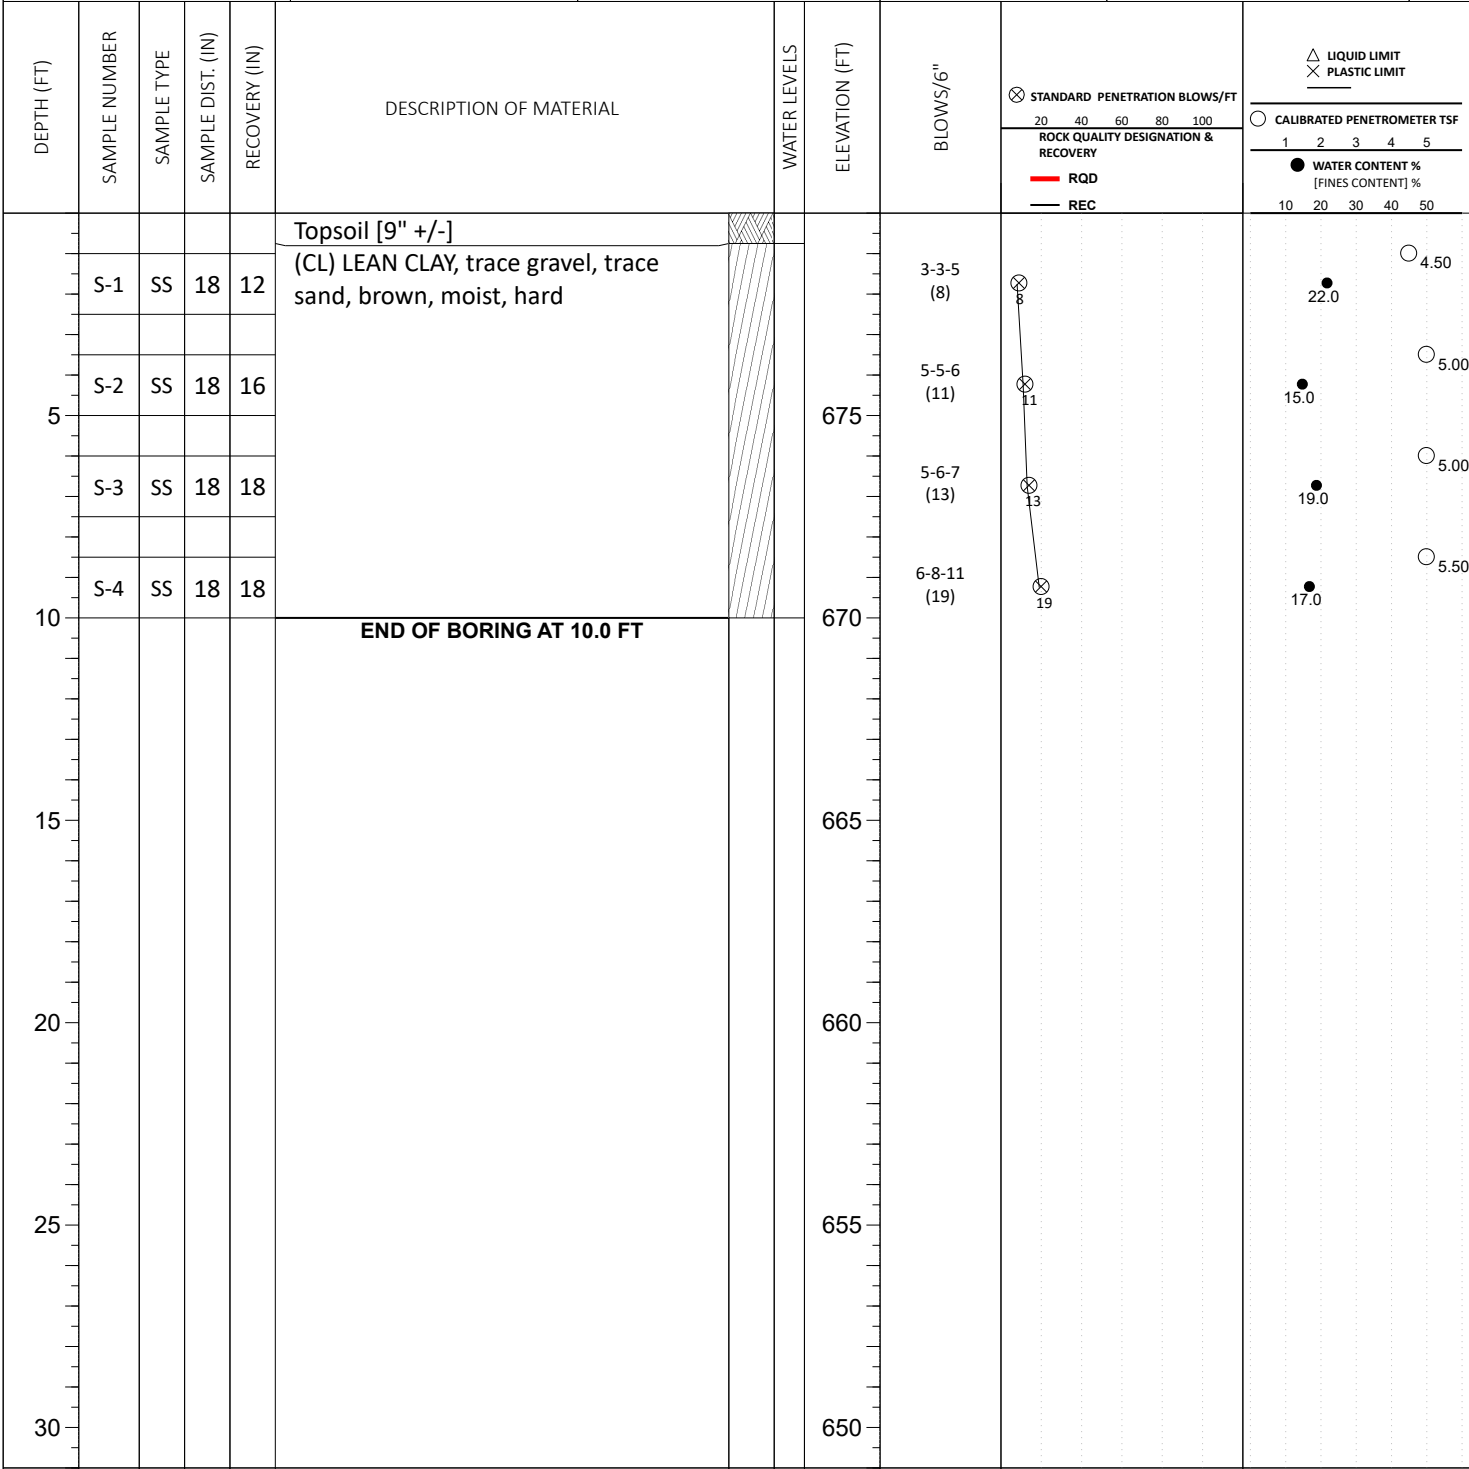 DEPTH (FT)
SAMPLE NUMBER
SAMPLE TYPE
SAMPLE DIST. (IN)
RECOVERY (IN)
DESCRIPTION OF MATERIAL
WATER LEVELS
ELEVATION (FT)
BLOWS/6"
STANDARD PENETRATION BLOWS/FT
20 40 60 80 100
ROCK QUALITY DESIGNATION &
RECOVERY
RQD
REC
LIQUID LIMIT
PLASTIC LIMIT
CALIBRATED PENETROMETER TSF
1 2 3 4 5
WATER CONTENT %
[FINES CONTENT] %
10 20 30 40 50
Topsoil [9" +/-]
(CL) LEAN CLAY, trace gravel, trace
sand, brown, moist, hard
S-1 SS 18 12
3-3-5
(8)
8
4.50
22.0
S-2 SS 18 16
5-5-6
(11)
11
5.00
15.0
5
675
S-3 SS 18 18
5-6-7
(13)
13
5.00
19.0
S-4 SS 18 18
6-8-11
(19)
19
5.50
17.0
10
670
END OF BORING AT 10.0 FT
15
665
20
660
25
655
30
650